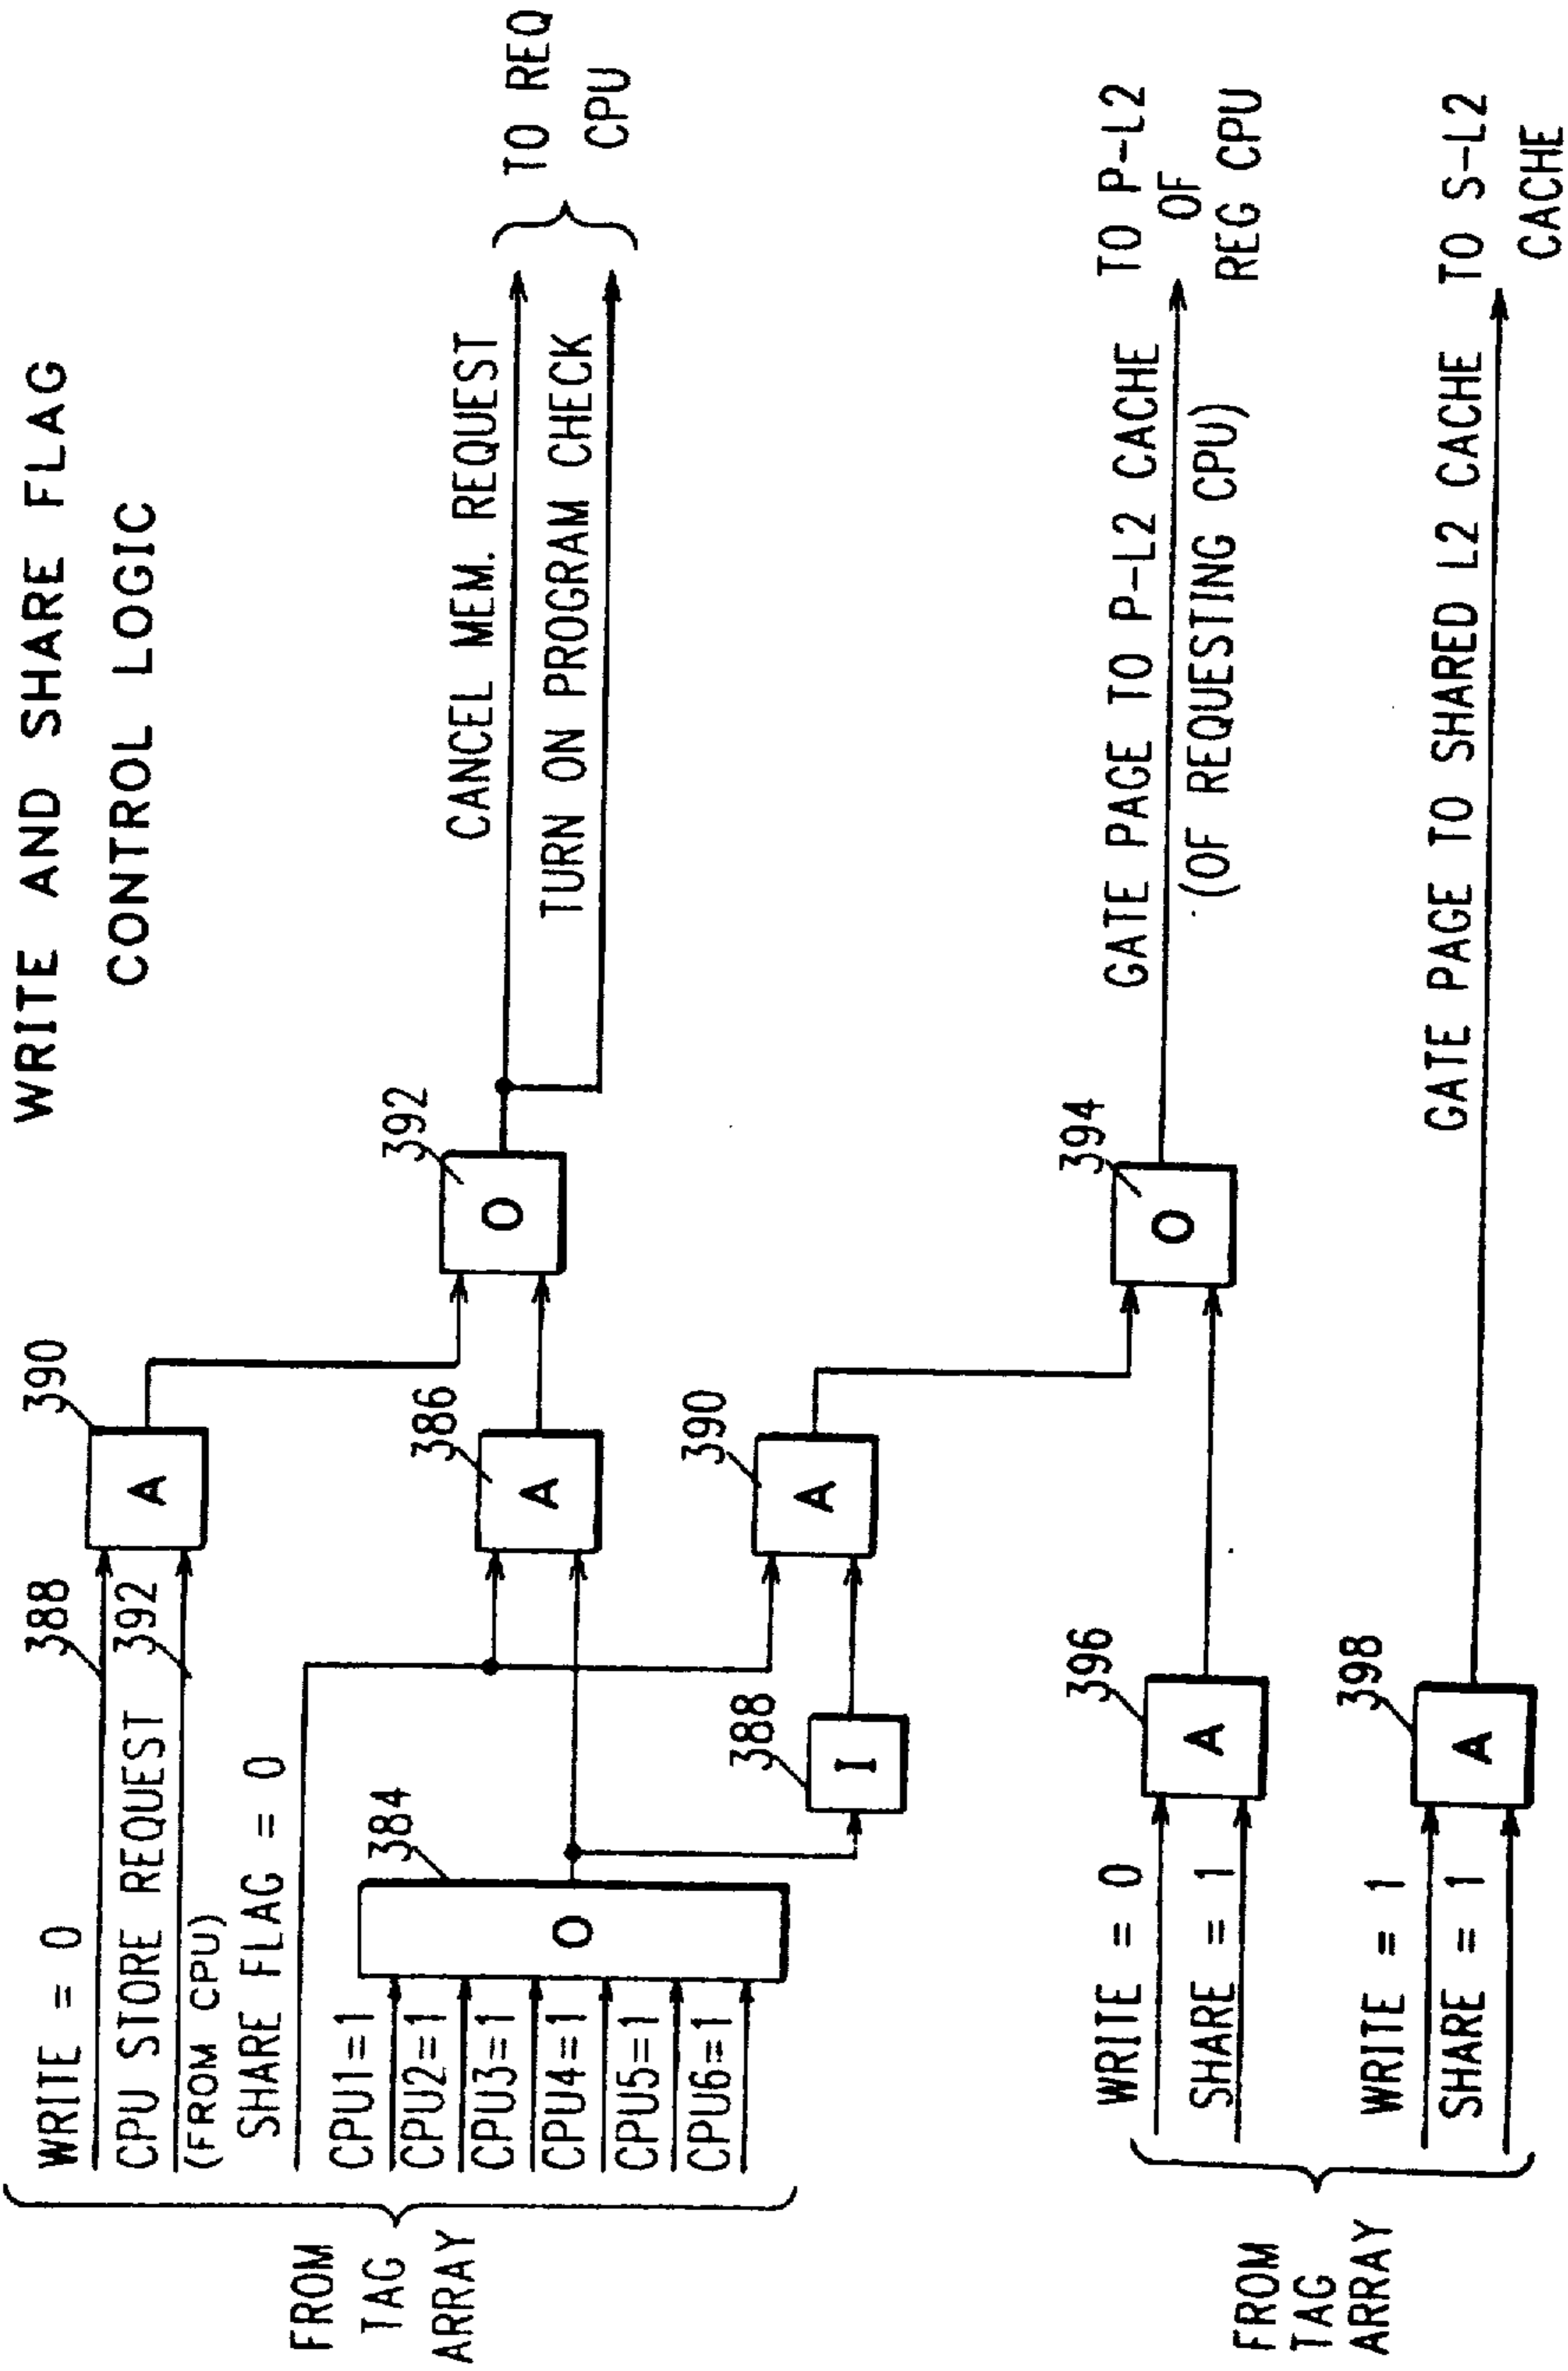 WRITE AND SHARE FLAG
CONTROL LOGIC
FROM
TAG
ARRAY
WRITE = 0
388
CPU STORE REQUEST
392
(FROM CPU)
SHARE FLAG = 0
CPU1=1
CPU2=1
CPU3=1
CPU4=1
CPU5=1
CPU6=1
384
O
390
A
386
A
388
I
390
A
392
O
CANCEL MEM. REQUEST
TURN ON PROGRAM CHECK
TO REQ
CPU
FROM
TAG
ARRAY
WRITE = 0
SHARE = 1
396
A
394
O
GATE PAGE TO P-L2 CACHE
(OF REQUESTING CPU)
TO P-L2
OF
REG CPU
WRITE = 1
SHARE = 1
398
A
GATE PAGE TO SHARED L2 CACHE
TO S-L2
CACHE